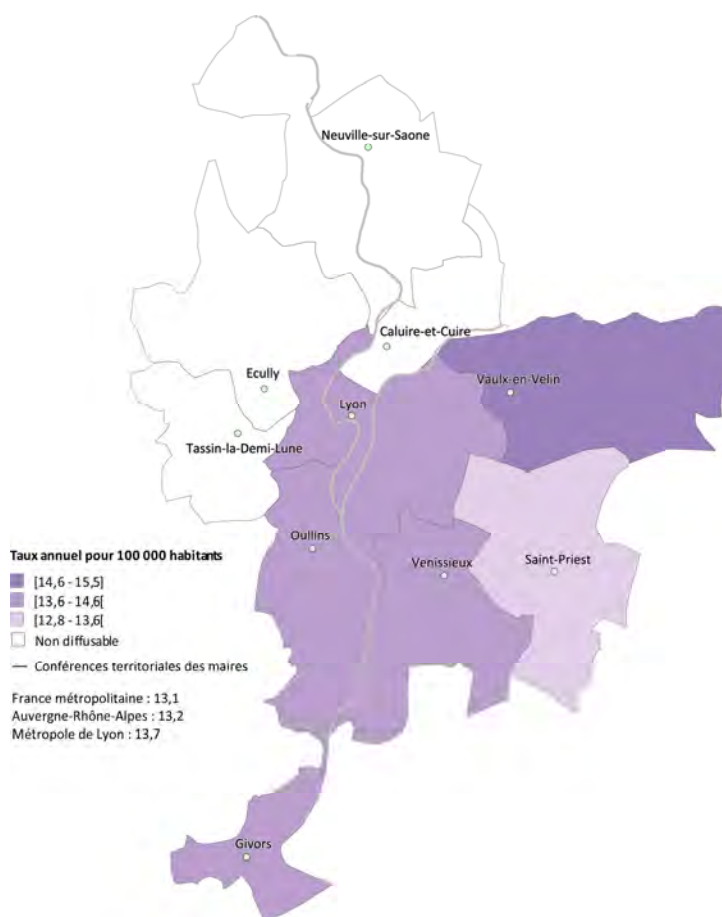 Neuville-sur-Saone
Caluire-et-Cuire
Ecully
Vaulx-en-Velin
Lyon
Tassin-la-Demi-Lune
Oullins
Venissieux
Saint-Priest
Givors
Taux annuel pour 100 000 habitants
[14,6 - 15,5]
[13,6 - 14,6[
[12,8 - 13,6[
Non diffusable
Conférences territoriales des maires
France métropolitaine : 13,1
Auvergne-Rhône-Alpes : 13,2
Métropole de Lyon : 13,7